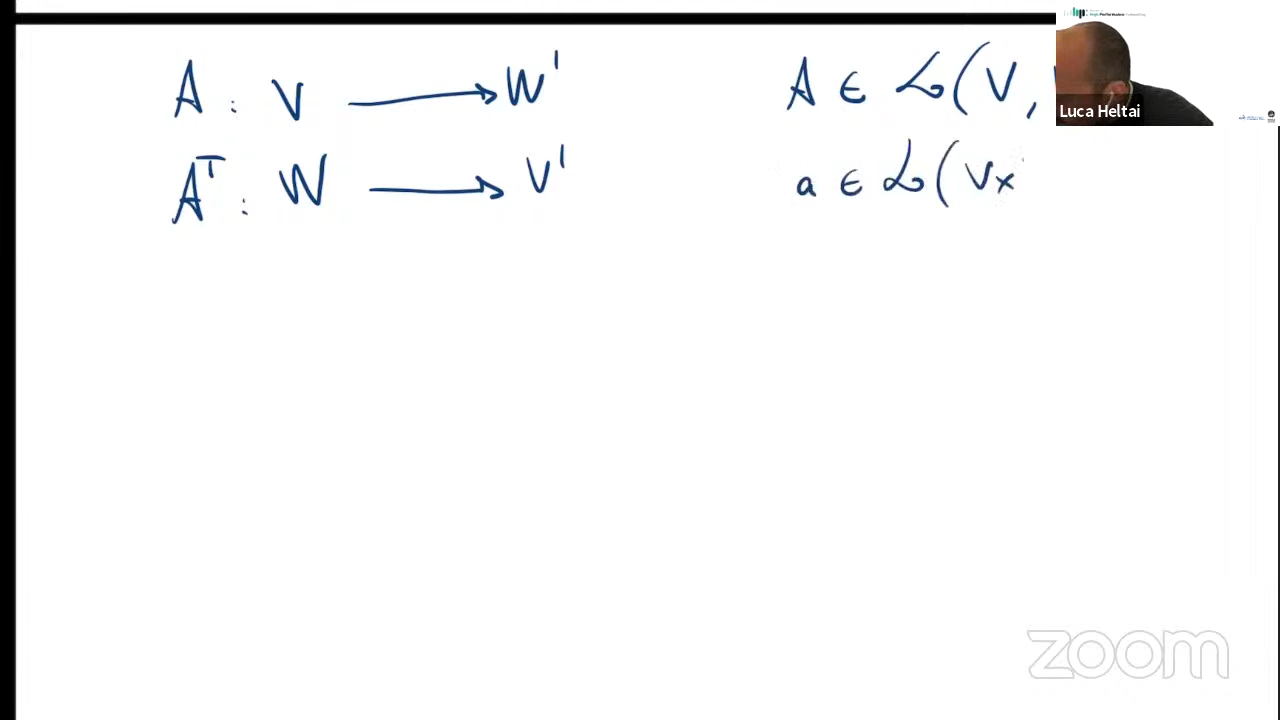 A : V ⟶ W' A ∈ ℒ(V,
Aᵀ : W ⟶ V' a ∈ ℒ(V×
Luca Heltai
zoom